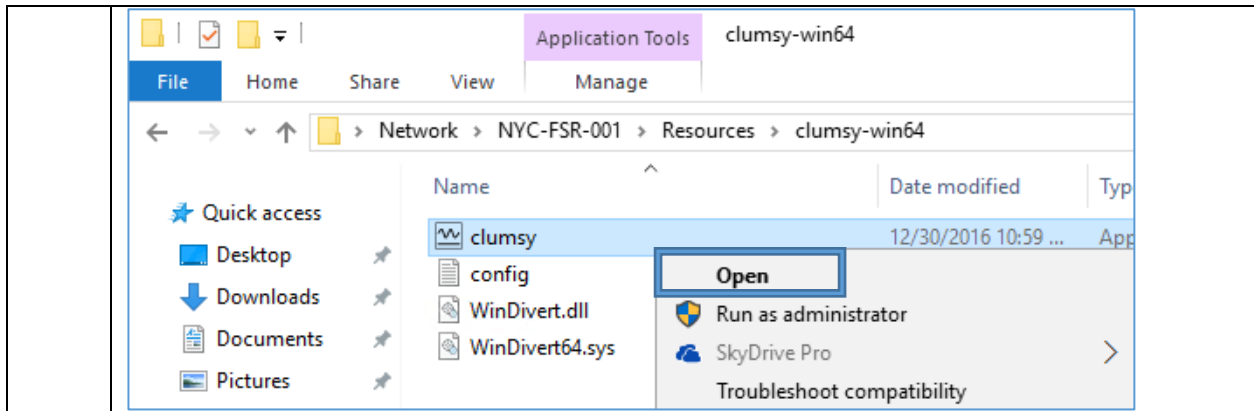 Application Tools clumsy-win64
File Home Share View Manage
Network > NYC-FSR-001 > Resources > clumsy-win64
Name Date modified Typ
Quick access
clumsy 12/30/2016 10:59 ... App
Desktop
config
Open
Downloads
WinDivert.dll
Run as administrator
Documents
WinDivert64.sys
SkyDrive Pro
Pictures
Troubleshoot compatibility